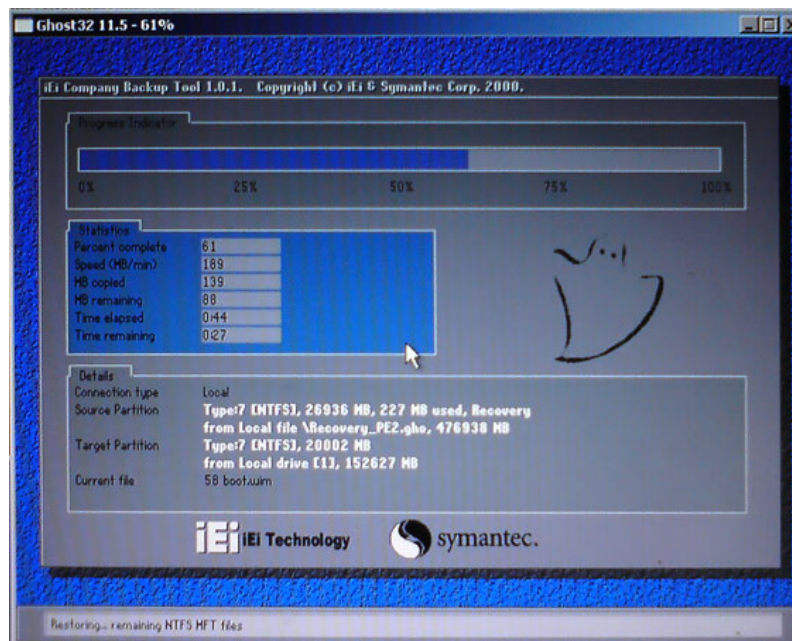 Ghost32 11.5 - 61%
iEi Company Backup Tool 1.0.1.   Copyright (c) iEi & Symantec Corp. 2000.
Progress Indicator
0%   25%   50%   75%   100%
Statistics
Percent complete   61
Speed (MB/min)   189
MB copied   139
MB remaining   88
Time elapsed   0:44
Time remaining   0:27
Details
Connection type   Local
Source Partition   Type:7 [NTFS], 26936 MB, 227 MB used, Recovery
from Local file \Recovery_PE2.gho, 476938 MB
Target Partition   Type:7 [NTFS], 20002 MB
from Local drive [1], 152627 MB
Current file   58 boot.wim
iEi iEi Technology   symantec.
Restoring... remaining NTFS MFT files